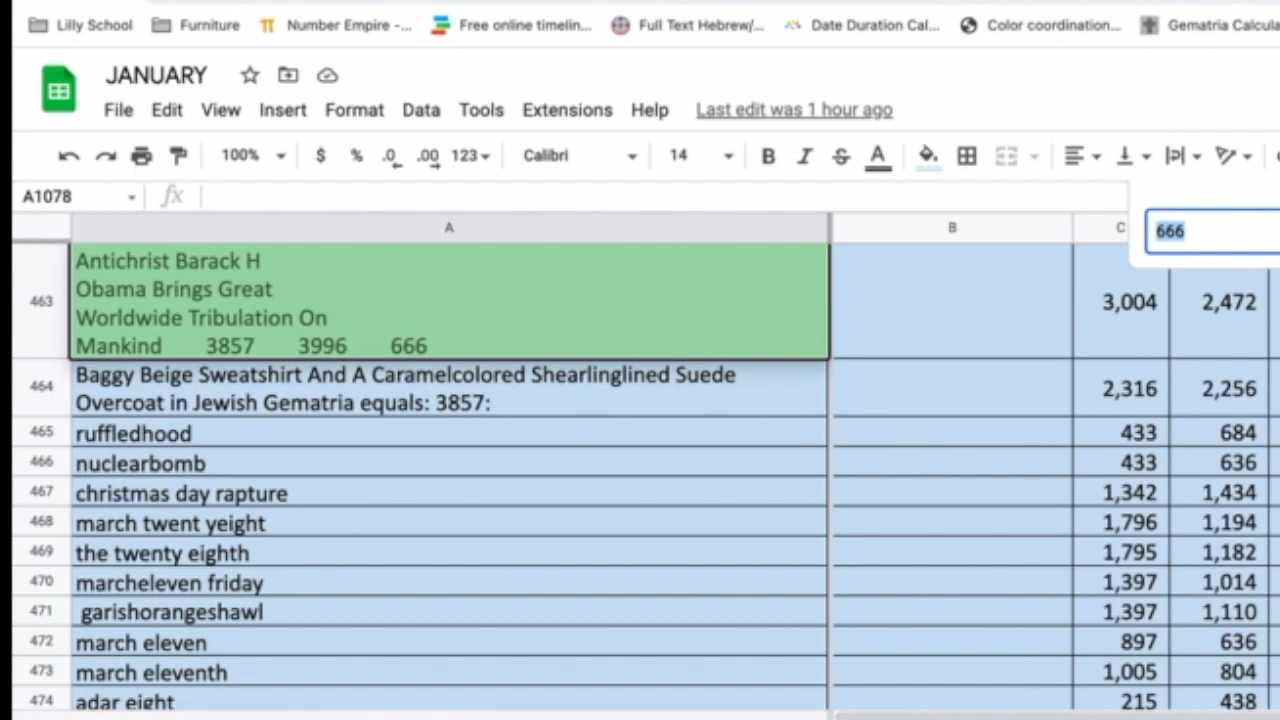 Lilly School Furniture Number Empire -... Free online timelin... Full Text Hebrew/... Date Duration Cal... Color coordination... Gematria Calcula
JANUARY
File Edit View Insert Format Data Tools Extensions Help Last edit was 1 hour ago
100% $ % .0 .00 123 Calibri 14 B I S A
A1078 fx
A B C
666
463 Antichrist Barack H
Obama Brings Great
Worldwide Tribulation On
Mankind 3857 3996 666 3,004 2,472
464 Baggy Beige Sweatshirt And A Caramelcolored Shearlinglined Suede
Overcoat in Jewish Gematria equals: 3857: 2,316 2,256
465 ruffledhood 433 684
466 nuclearbomb 433 636
467 christmas day rapture 1,342 1,434
468 march twent yeight 1,796 1,194
469 the twenty eighth 1,795 1,182
470 marcheleven friday 1,397 1,014
471 garishorangeshawl 1,397 1,110
472 march eleven 897 636
473 march eleventh 1,005 804
474 adar eight 215 438